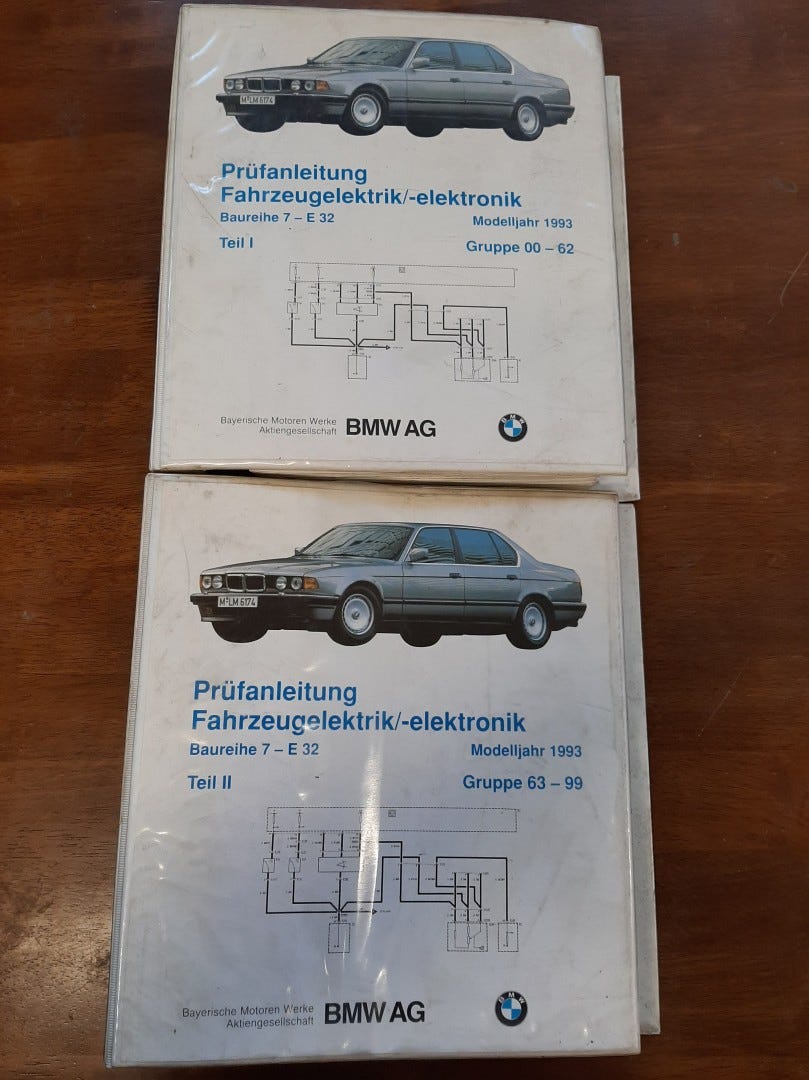 M LM 6174
Prüfanleitung
Fahrzeugelektrik/-elektronik
Baureihe 7 – E 32 Modelljahr 1993
Teil I Gruppe 00 – 62
Bayerische Motoren Werke
Aktiengesellschaft BMW AG
BMW
M LM 6174
Prüfanleitung
Fahrzeugelektrik/-elektronik
Baureihe 7 – E 32 Modelljahr 1993
Teil II Gruppe 63 – 99
Bayerische Motoren Werke
Aktiengesellschaft BMW AG
BMW